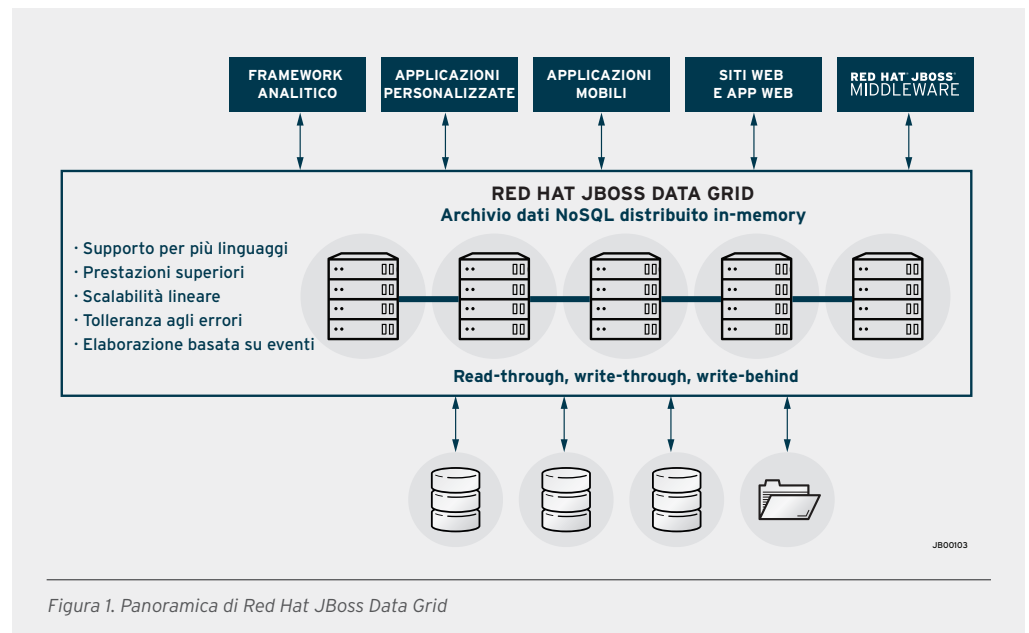 FRAMEWORK
ANALITICO
APPLICAZIONI
PERSONALIZZATE
APPLICAZIONI
MOBILI
SITI WEB
E APP WEB
RED HAT® JBOSS®
MIDDLEWARE
RED HAT JBOSS DATA GRID
Archivio dati NoSQL distribuito in-memory
· Supporto per più linguaggi
· Prestazioni superiori
· Scalabilità lineare
· Tolleranza agli errori
· Elaborazione basata su eventi
Read-through, write-through, write-behind
JB00103
Figura 1. Panoramica di Red Hat JBoss Data Grid